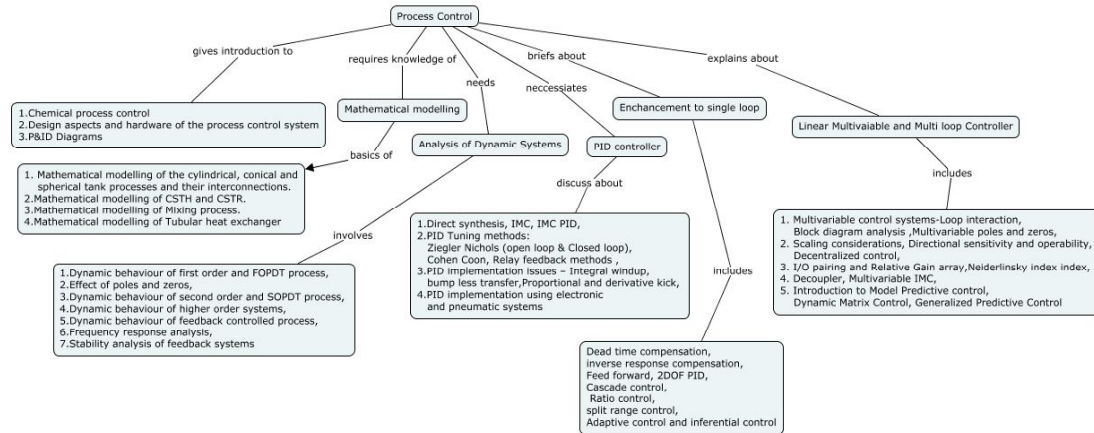 Process Control
gives introduction to
requires knowledge of
needs
neccessiates
briefs about
explains about
1.Chemical process control
2.Design aspects and hardware of the process control system
3.P&ID Diagrams
Mathematical modelling
Analysis of Dynamic Systems
PID controller
Enchancement to single loop
Linear Multivaiable and Multi loop Controller
basics of
discuss about
includes
1. Mathematical modelling of the cylindrical, conical and
spherical tank processes and their interconnections.
2.Mathematical modelling of CSTH and CSTR.
3.Mathematical modelling of Mixing process.
4.Mathematical modelling of Tubular heat exchanger
involves
1.Dynamic behaviour of first order and FOPDT process,
2.Effect of poles and zeros,
3.Dynamic behaviour of second order and SOPDT process,
4.Dynamic behaviour of higher order systems,
5.Dynamic behaviour of feedback controlled process,
6.Frequency response analysis,
7.Stability analysis of feedback systems
1.Direct synthesis, IMC, IMC PID,
2.PID Tuning methods:
Ziegler Nichols (open loop & Closed loop),
Cohen Coon, Relay feedback methods ,
3.PID implementation issues – Integral windup,
bump less transfer,Proportional and derivative kick,
4.PID implementation using electronic
and pneumatic systems
includes
Dead time compensation,
inverse response compensation,
Feed forward, 2DOF PID,
Cascade control,
Ratio control,
split range control,
Adaptive control and inferential control
1. Multivariable control systems-Loop interaction,
Block diagram analysis ,Multivariable poles and zeros,
2. Scaling considerations, Directional sensitivity and operability,
Decentralized control,
3. I/O pairing and Relative Gain array,Neiderlinsky index index,
4. Decoupler, Multivariable IMC,
5. Introduction to Model Predictive control,
Dynamic Matrix Control, Generalized Predictive Control